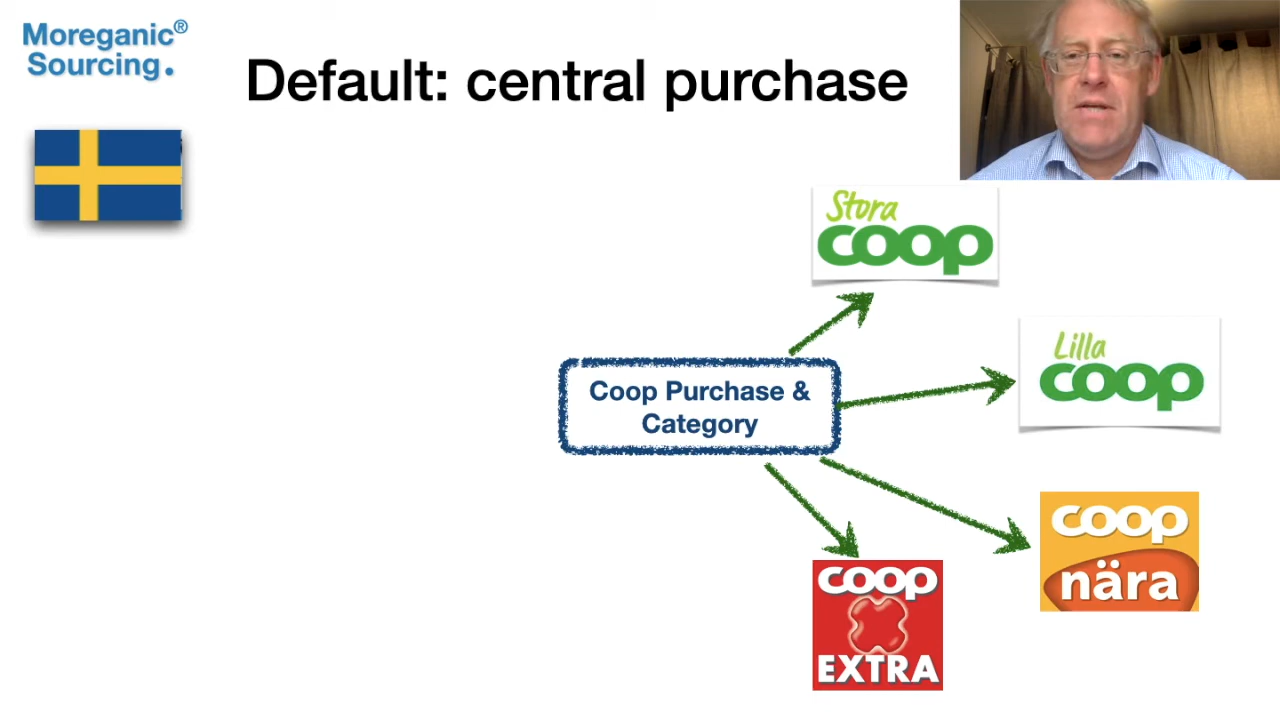 Moreganic®
Sourcing.
Default: central purchase
Stora
coop
Lilla
coop
Coop Purchase &
Category
coop
nära
coop
EXTRA